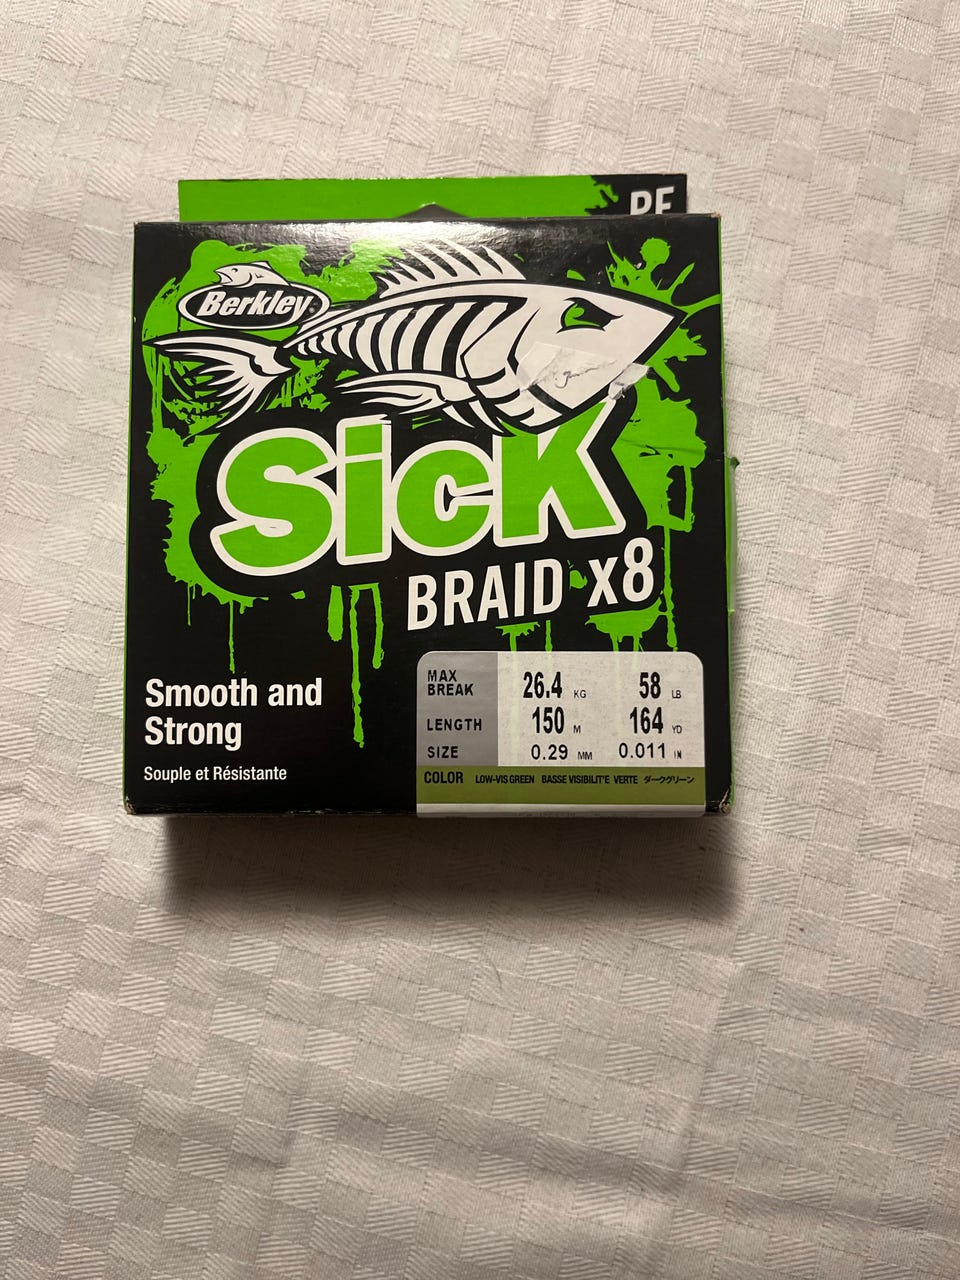 PE
Berkley
Sick
BRAID x8
Smooth and
Strong
Souple et Résistante
MAX BREAK 26.4 KG 58 LB
LENGTH 150 M 164 YD
SIZE 0.29 MM 0.011 IN
COLOR LOW-VIS GREEN BASSE VISIBILIT'E VERTE ダークグリーン